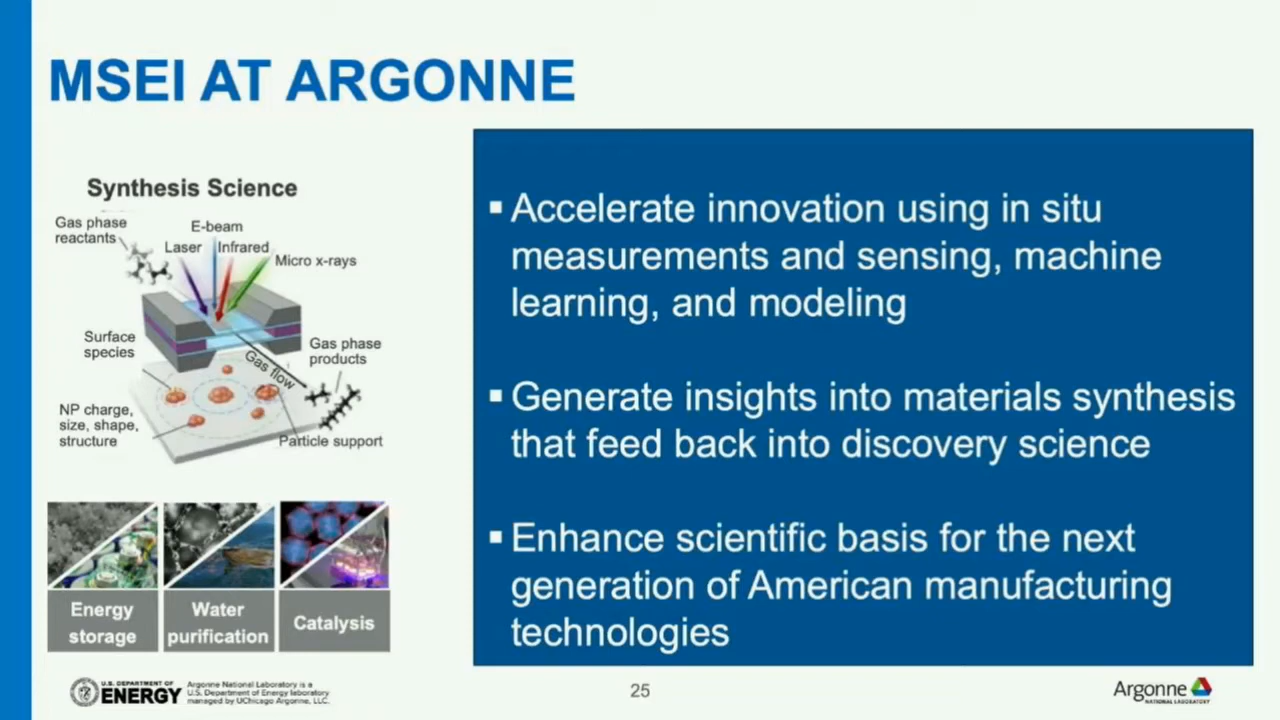 MSEI AT ARGONNE
Synthesis Science
Gas phase
reactants
E-beam
Laser
Infrared
Micro x-rays
Surface
species
Gas phase
products
Gas flow
NP charge,
size, shape,
structure
Particle support
Energy
storage
Water
purification
Catalysis
▪ Accelerate innovation using in situ
measurements and sensing, machine
learning, and modeling
▪ Generate insights into materials synthesis
that feed back into discovery science
▪ Enhance scientific basis for the next
generation of American manufacturing
technologies
U.S. DEPARTMENT OF
ENERGY
Argonne National Laboratory is a
U.S. Department of Energy laboratory
managed by UChicago Argonne, LLC.
25
Argonne
NATIONAL LABORATORY